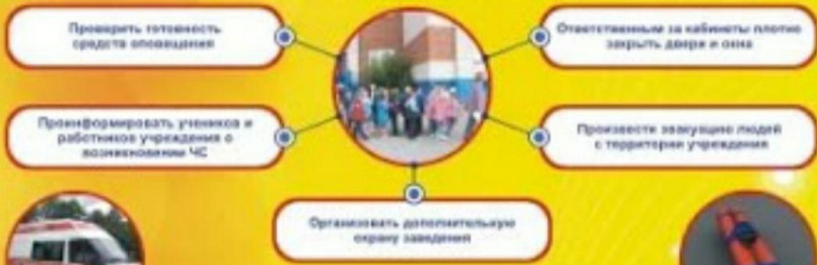 Проверить готовность
средств оповещения
Ответственным за кабинеты плотно
закрыть двери и окна
Проинформировать учеников и
работников учреждения о
возникновении ЧС
Произвести эвакуацию людей
с территории учреждения
Организовать дополнительную
охрану заведения